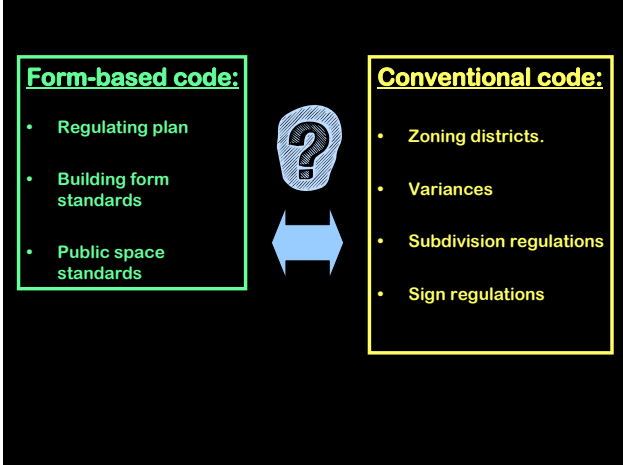 Form-based code:
• Regulating plan
• Building form
standards
• Public space
standards
?
Conventional code:
• Zoning districts.
• Variances
• Subdivision regulations
• Sign regulations